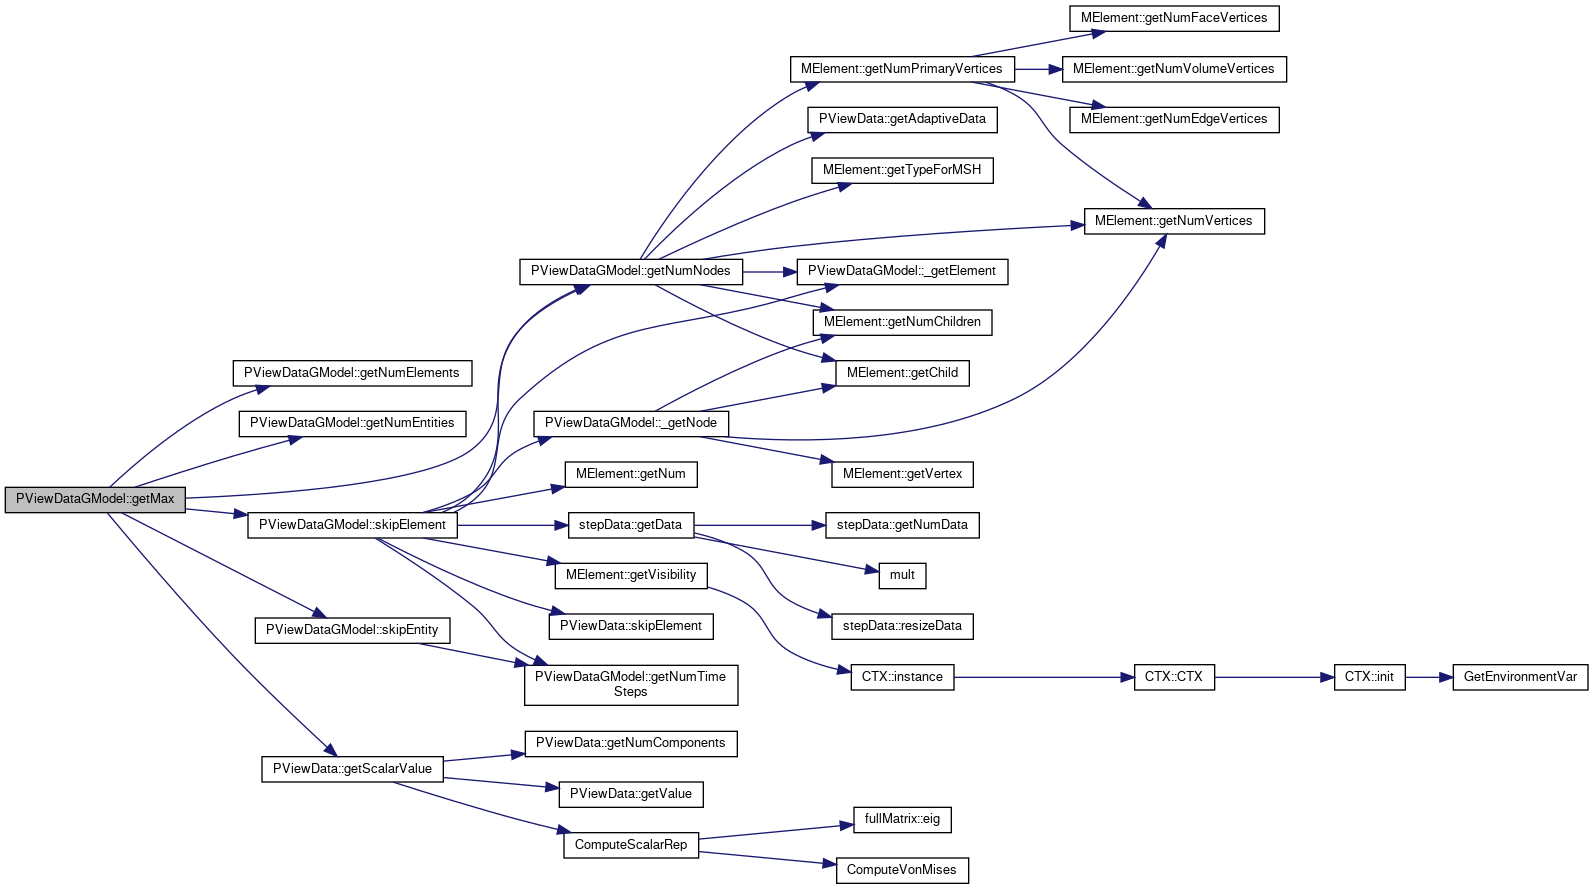 MElement::getNumFaceVertices
MElement::getNumPrimaryVertices
MElement::getNumVolumeVertices
PViewData::getAdaptiveData
MElement::getNumEdgeVertices
MElement::getTypeForMSH
MElement::getNumVertices
PViewDataGModel::getNumNodes
PViewDataGModel::_getElement
MElement::getNumChildren
PViewDataGModel::getNumElements
MElement::getChild
PViewDataGModel::getNumEntities
PViewDataGModel::_getNode
MElement::getNum
MElement::getVertex
PViewDataGModel::getMax
PViewDataGModel::skipElement
stepData::getData
stepData::getNumData
MElement::getVisibility
mult
PViewDataGModel::skipEntity
PViewData::skipElement
stepData::resizeData
PViewDataGModel::getNumTime
Steps
CTX::instance
CTX::CTX
CTX::init
GetEnvironmentVar
PViewData::getNumComponents
PViewData::getScalarValue
PViewData::getValue
fullMatrix::eig
ComputeScalarRep
ComputeVonMises